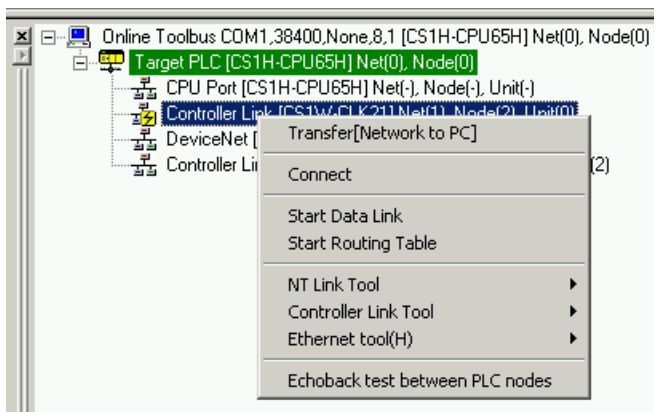 Online Toolbus COM1,38400,None,8,1 [CS1H-CPU65H] Net(0), Node(0)
Target PLC [CS1H-CPU65H] Net(0), Node(0)
CPU Port [CS1H-CPU65H] Net(-), Node(-), Unit(-)
Controller Link [CS1W-CLK21] Net(1), Node(2), Unit(0)
DeviceNet [
Controller Li (2)
Transfer[Network to PC]
Connect
Start Data Link
Start Routing Table
NT Link Tool
Controller Link Tool
Ethernet tool(H)
Echoback test between PLC nodes